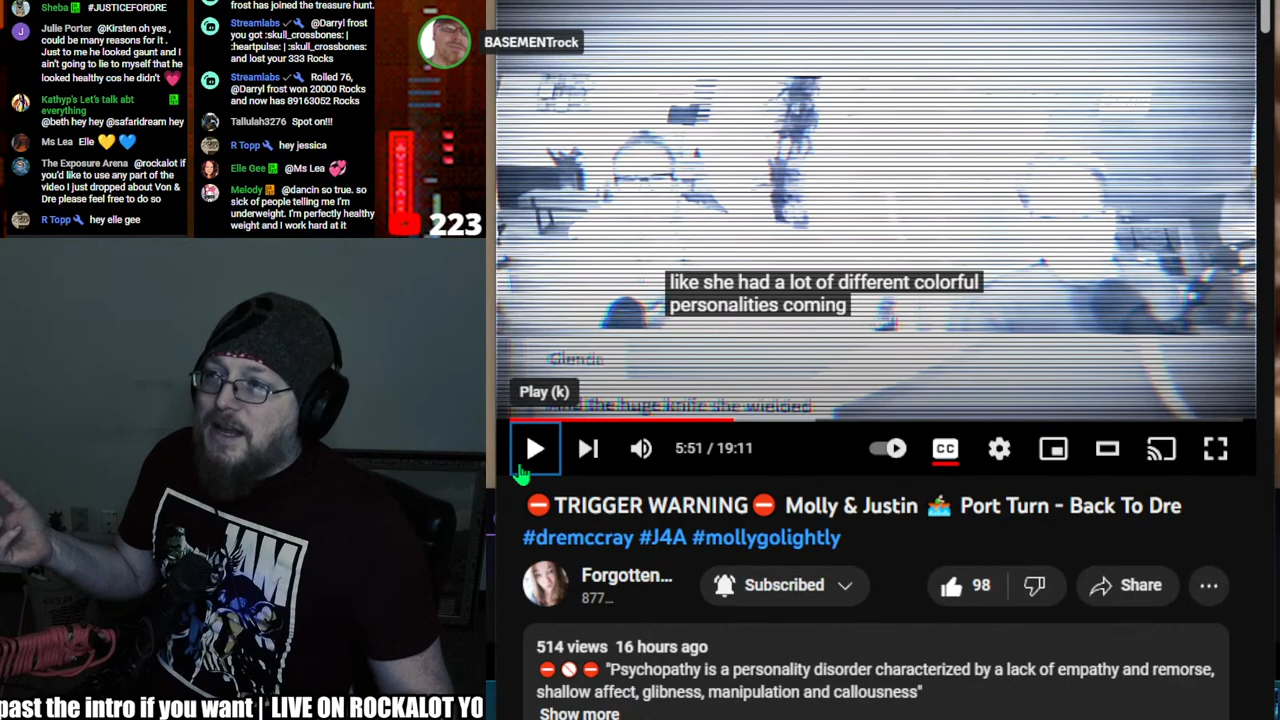 Sheba #JUSTICEFORDRE
Julie Porter @Kirsten oh yes ,
could be many reasons for it .
Just to me he looked gaunt and I
ain't going to lie to myself that he
looked healthy cos he didn't
Kathyp's Let's talk abt
everything
@beth hey hey @safaridream hey
Ms Lea Elle
The Exposure Arena @rockalot if
you'd like to use any part of the
video I just dropped about Von &
Dre please feel free to do so
R Topp hey elle gee
frost has joined the treasure hunt.
Streamlabs @Darryl frost
you got :skull_crossbones: |
:heartpulse: | :skull_crossbones:
and lost your 333 Rocks
Streamlabs Rolled 76,
@Darryl frost won 20000 Rocks
and now has 89163052 Rocks
Tallulah3276 Spot on!!!
R Topp hey jessica
Elle Gee @Ms Lea
Melody @dancin so true. so
sick of people telling me I'm
underweight. I'm perfectly healthy
weight and I work hard at it
223
BASEMENTrock
like she had a lot of different colorful
personalities coming
Glenda
and the huge knife she wielded
Play (k)
5:51 / 19:11
CC
⛔TRIGGER WARNING⛔ Molly & Justin 🚣 Port Turn - Back To Dre
#dremccray #J4A #mollygolightly
Forgotten...
877...
Subscribed
98
Share
514 views 16 hours ago
⛔🚫⛔ "Psychopathy is a personality disorder characterized by a lack of empathy and remorse,
shallow affect, glibness, manipulation and callousness"
Show more
JAM
past the intro if you want | LIVE ON ROCKALOT YO